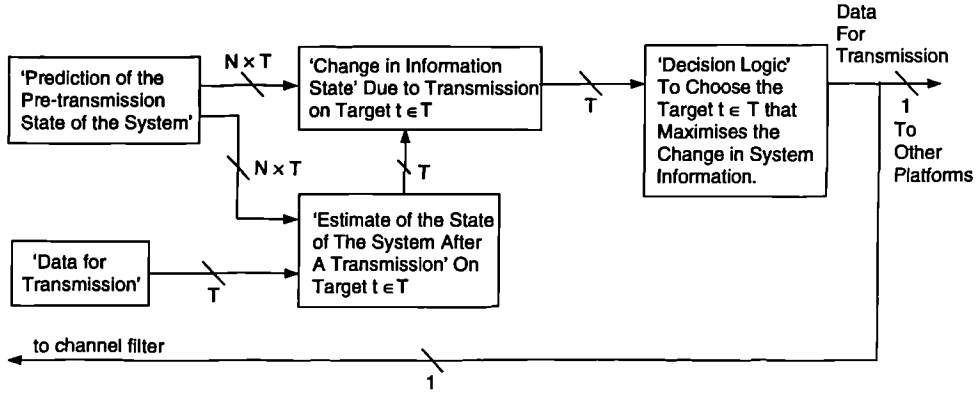 Data
For
Transmission
'Prediction of the
Pre-transmission
State of the System'
N × T
'Change in Information
State' Due to Transmission
on Target t ∈ T
T
'Decision Logic'
To Choose the
Target t ∈ T that
Maximises the
Change in System
Information.
1
To
Other
Platforms
N × T
T
'Estimate of the State
of The System After
A Transmission' On
Target t ∈ T
'Data for
Transmission'
T
to channel filter
1